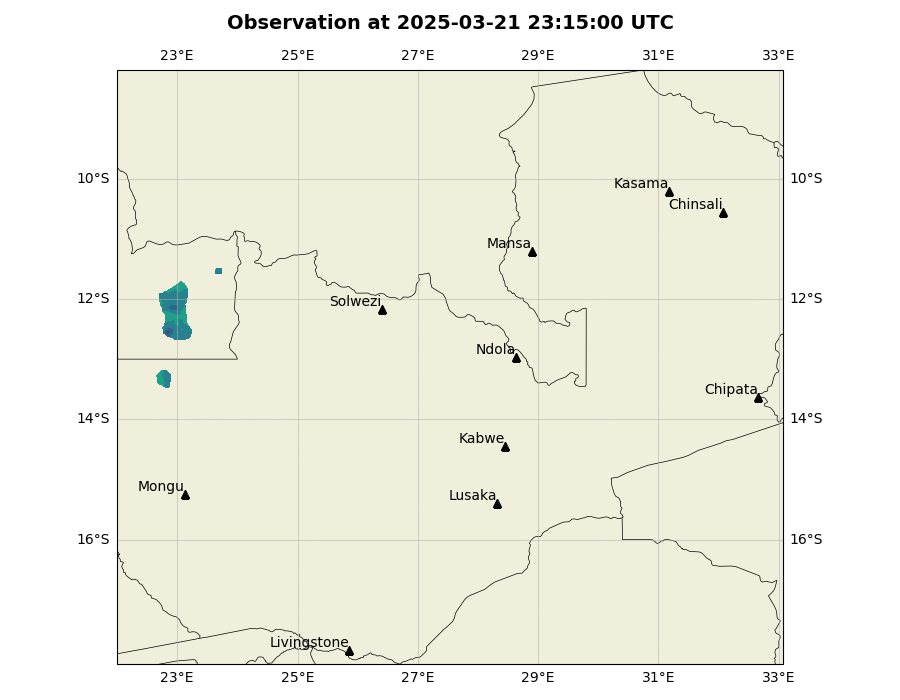 Observation at 2025-03-21 23:15:00 UTC
23°E 25°E 27°E 29°E 31°E 33°E
10°S 10°S
Kasama
Chinsali
Mansa
12°S 12°S
Solwezi
Ndola
Chipata
14°S 14°S
Kabwe
Mongu
Lusaka
16°S 16°S
Livingstone
23°E 25°E 27°E 29°E 31°E 33°E